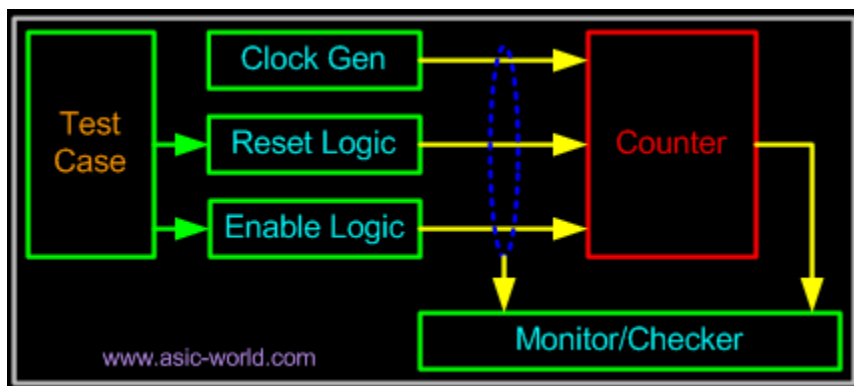 Clock Gen
Test
Case
Reset Logic
Counter
Enable Logic
Monitor/Checker
www.asic-world.com